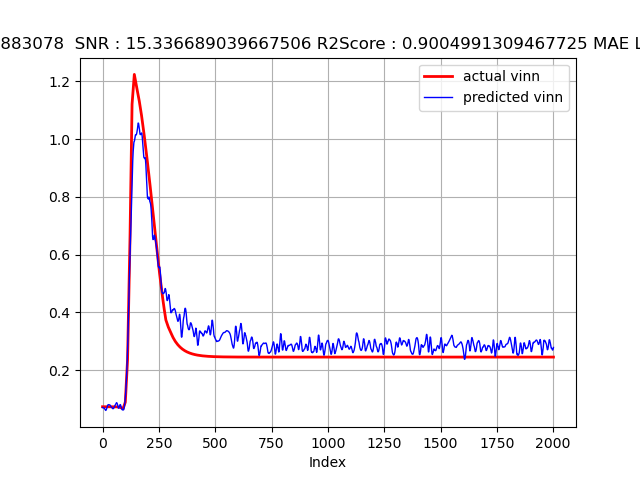 883078 SNR : 15.336689039667506 R2Score : 0.9004991309467725 MAE L
actual vinn
predicted vinn
1.2
1.0
0.8
0.6
0.4
0.2
0 250 500 750 1000 1250 1500 1750 2000
Index